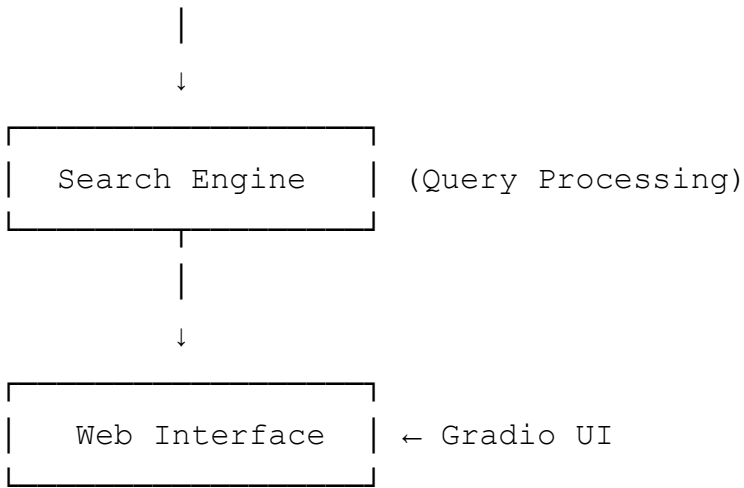 ↓
Search Engine (Query Processing)
↓
Web Interface ← Gradio UI